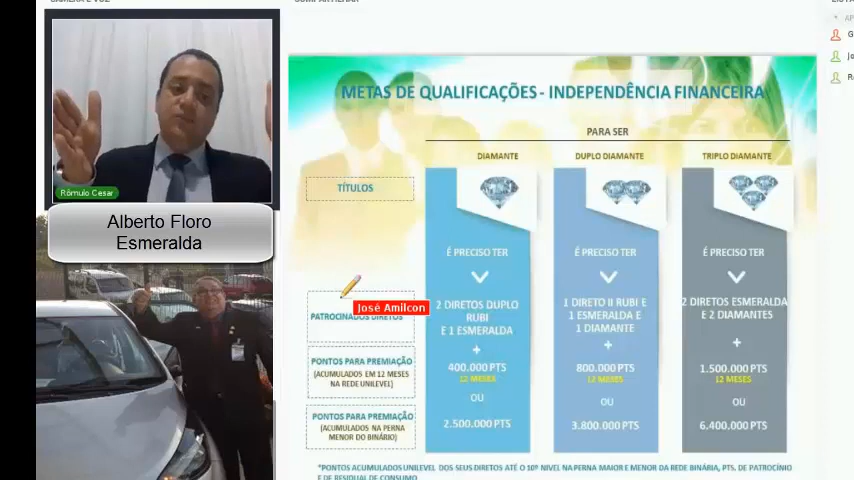 Rômulo Cesar
Alberto Floro
Esmeralda
METAS DE QUALIFICAÇÕES - INDEPENDÊNCIA FINANCEIRA
PARA SER
DIAMANTE
DUPLO DIAMANTE
TRIPLO DIAMANTE
TÍTULOS
É PRECISO TER
É PRECISO TER
É PRECISO TER
José Amilcon
PATROCINADOS DIRETOS
2 DIRETOS DUPLO
RUBI
E 1 ESMERALDA
1 DIRETO II RUBI E
1 ESMERALDA E
1 DIAMANTE
2 DIRETOS ESMERALDA
E 2 DIAMANTES
+
+
+
PONTOS PARA PREMIAÇÃO
(ACUMULADOS EM 12 MESES
NA REDE UNILEVEL)
400.000 PTS
12 MESES
800.000 PTS
12 MESES
1.500.000 PTS
12 MESES
OU
OU
OU
PONTOS PARA PREMIAÇÃO
(ACUMULADOS NA PERNA
MENOR DO BINÁRIO)
2.500.000 PTS
3.800.000 PTS
6.400.000 PTS
*PONTOS ACUMULADOS UNILEVEL DOS SEUS DIRETOS ATÉ O 10º NIVEL NA PERNA MAIOR E MENOR DA REDE BINÁRIA, PTS. DE PATROCÍNIO
E DE RESIDUAL DE CONSUMO